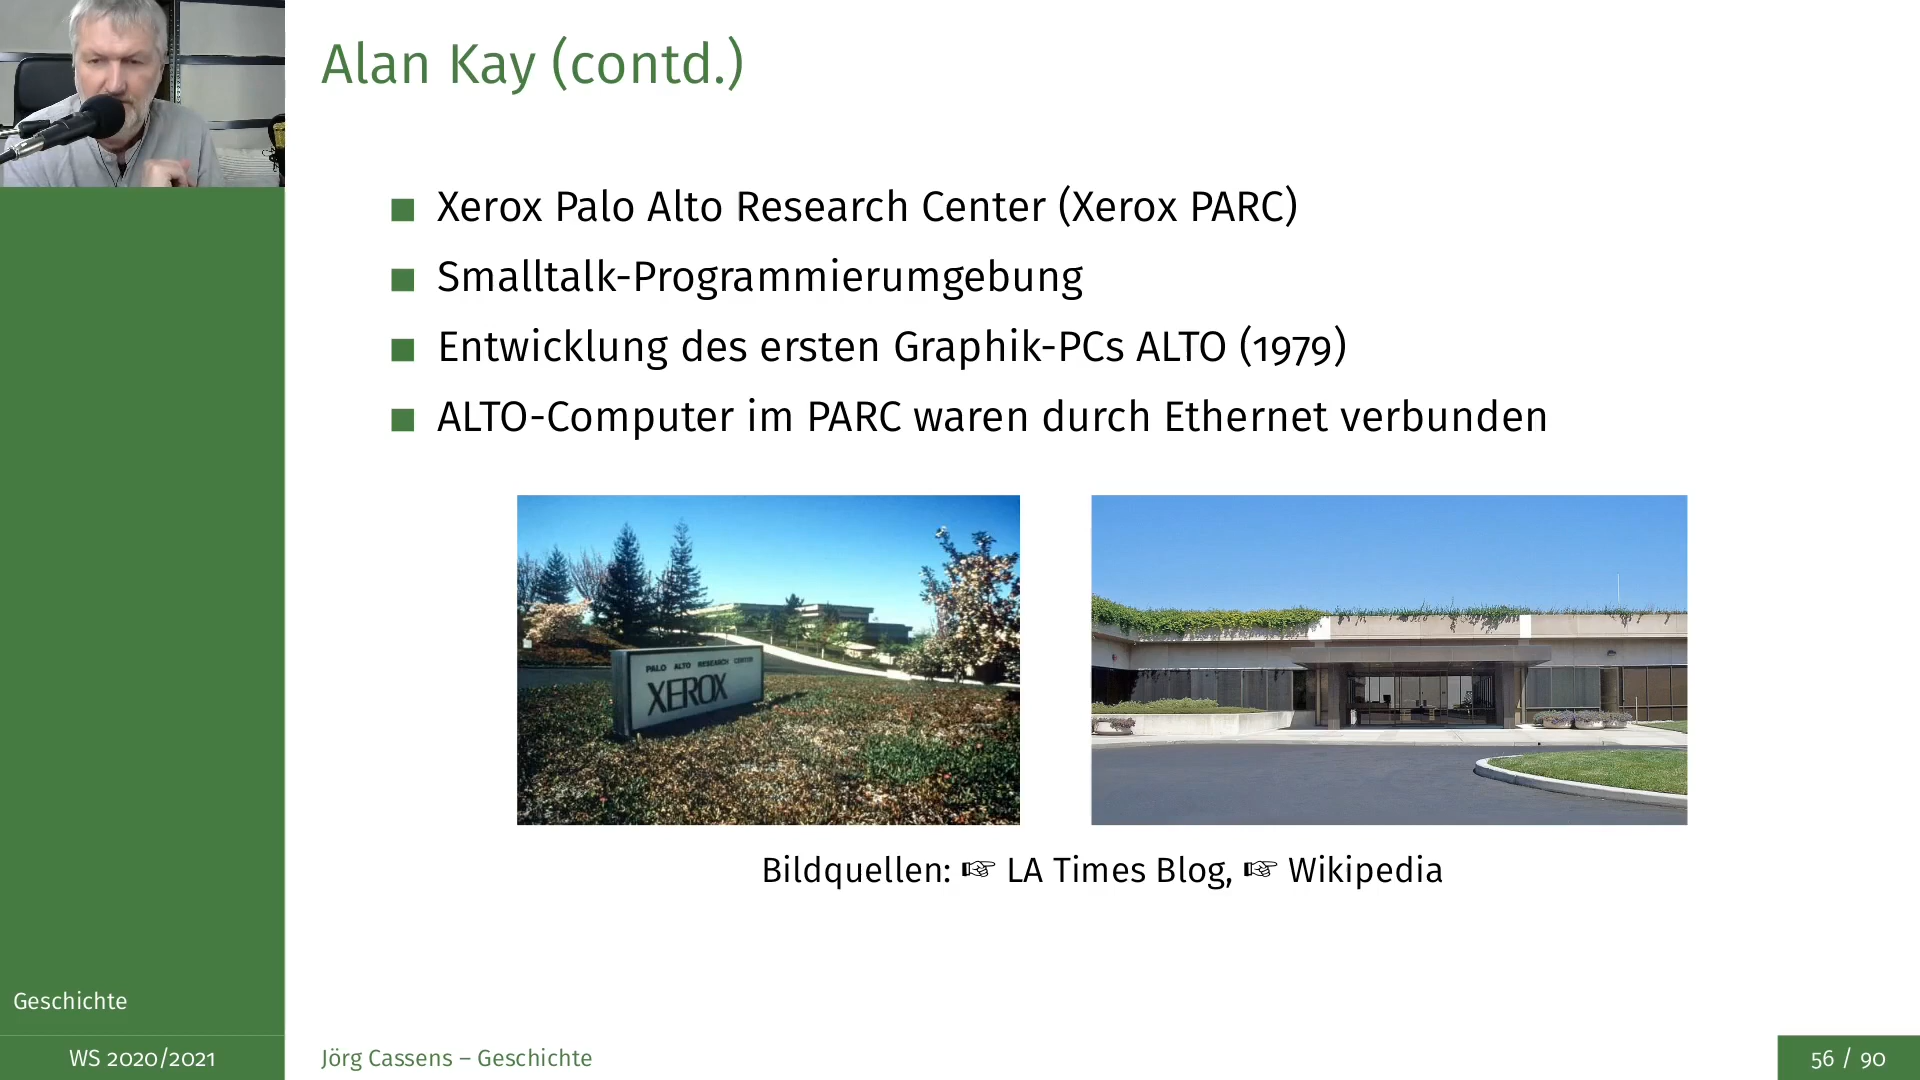 Alan Kay (contd.)
Xerox Palo Alto Research Center (Xerox PARC)
Smalltalk-Programmierumgebung
Entwicklung des ersten Graphik-PCs ALTO (1979)
ALTO-Computer im PARC waren durch Ethernet verbunden
PALO ALTO RESEARCH CENTER
XEROX
Bildquellen: ☞ LA Times Blog, ☞ Wikipedia
Geschichte
WS 2020/2021
Jörg Cassens – Geschichte
56 / 90